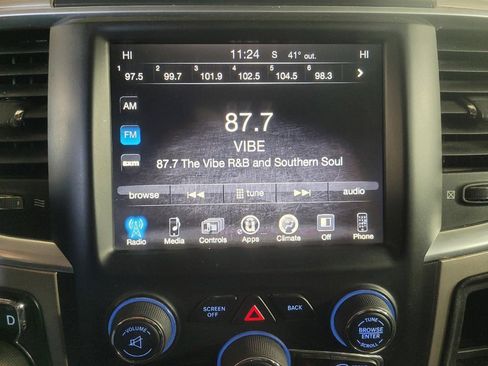 HI 11:24 S 41° out. HI
1 97.5 2 99.7 3 101.9 4 102.5 5 104.5 6 98.3
AM
FM
sxm
87.7
VIBE
87.7 The Vibe R&B and Southern Soul
browse tune audio
Radio Media Controls Apps Climate Off Phone
VOLUME
SCREEN OFF
BACK
TUNE
BROWSE
ENTER
SCROLL
D